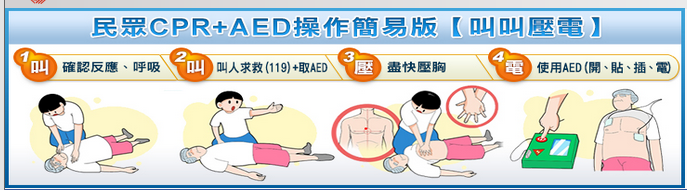 民眾CPR+AED操作簡易版【叫叫壓電】
1 叫 確認反應、呼吸
2 叫 叫人求救(119)+取AED
3 壓 盡快壓胸
4 電 使用AED(開、貼、插、電)